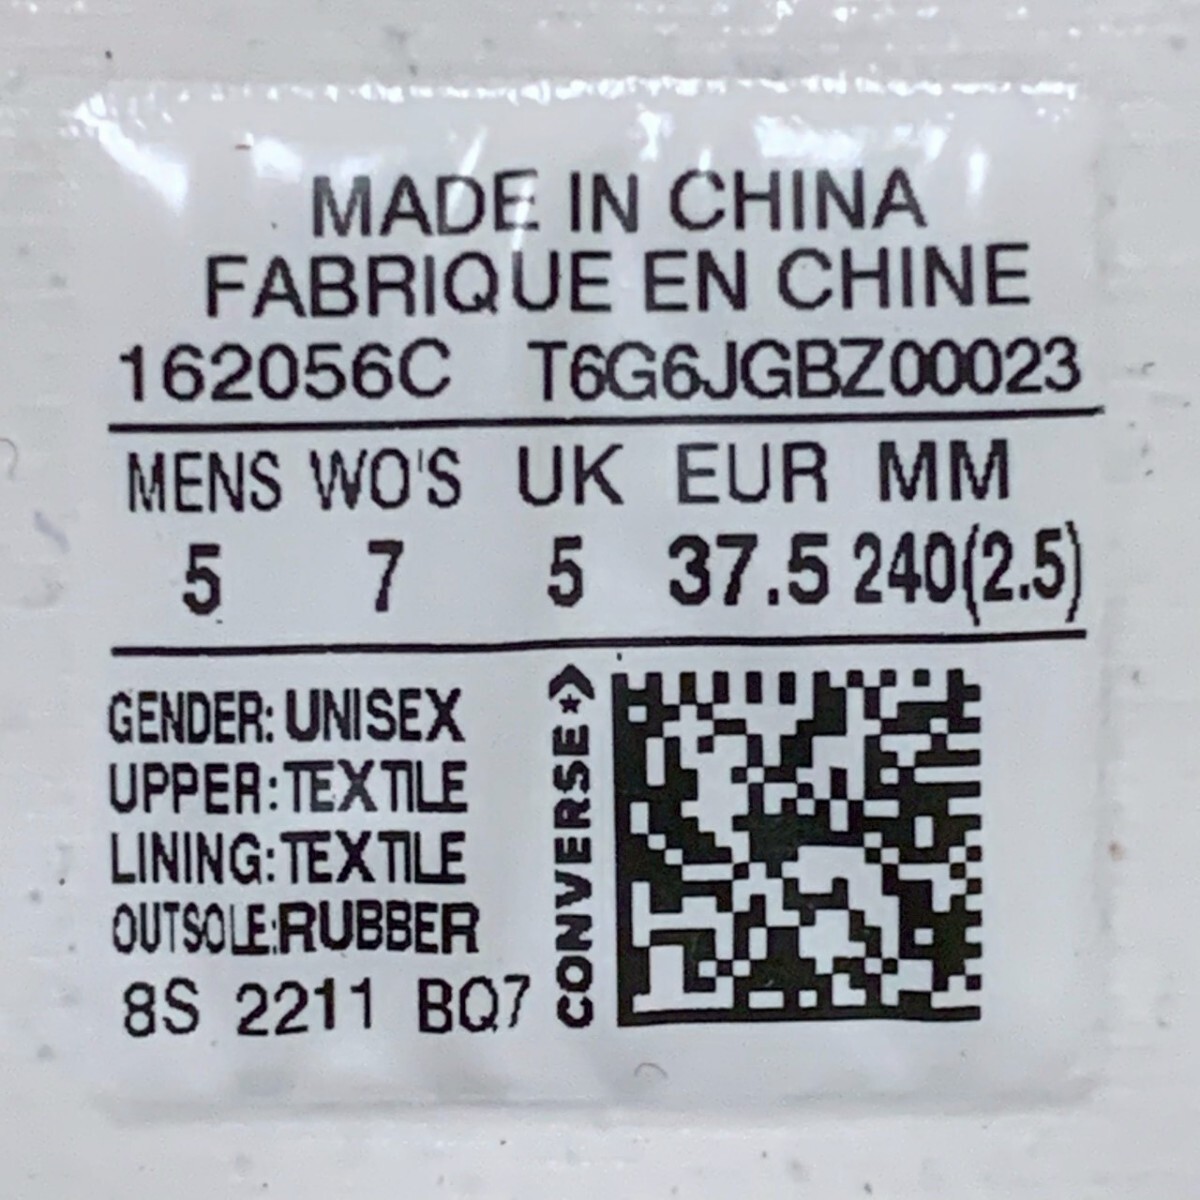 MADE IN CHINA
FABRIQUE EN CHINE
162056C T6G6JGBZ00023
MENS WO'S UK EUR MM
5 7 5 37.5 240(2.5)
GENDER: UNISEX
UPPER: TEXTILE
LINING: TEXTILE
OUTSOLE: RUBBER
8S 2211 BQ7
CONVERSE